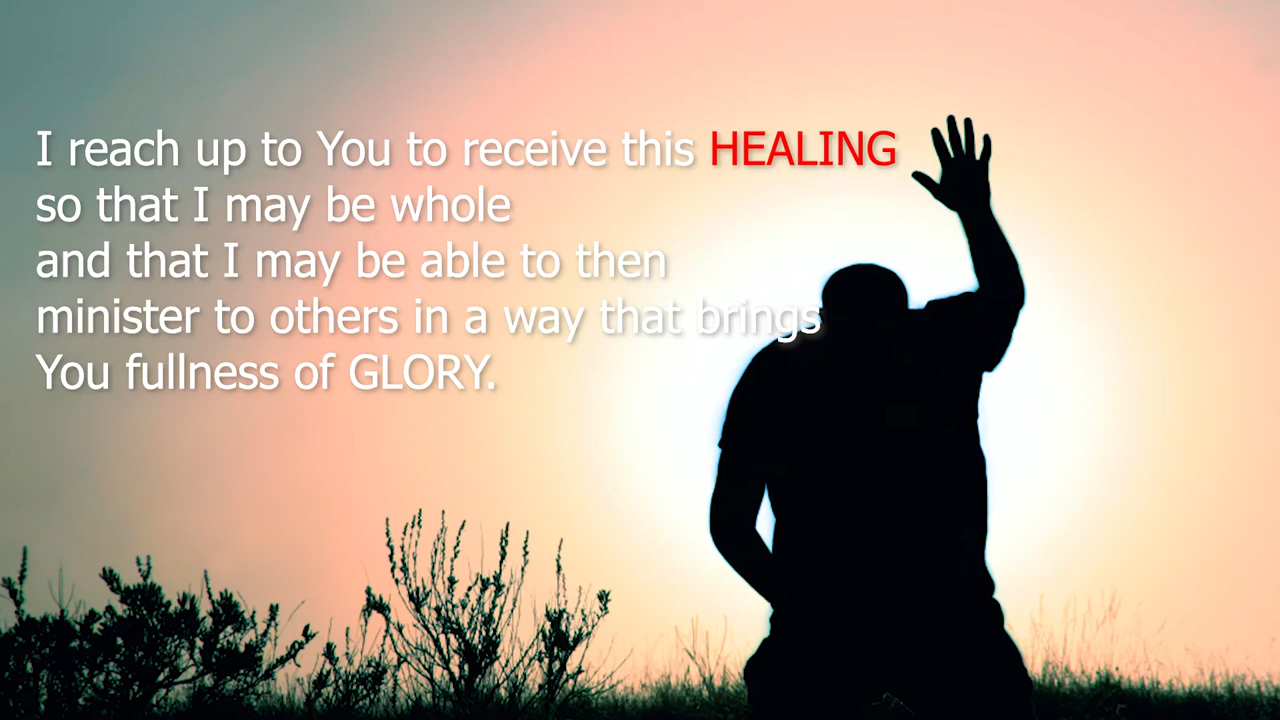 I reach up to You to receive this HEALING
so that I may be whole
and that I may be able to then
minister to others in a way that brings
You fullness of GLORY.